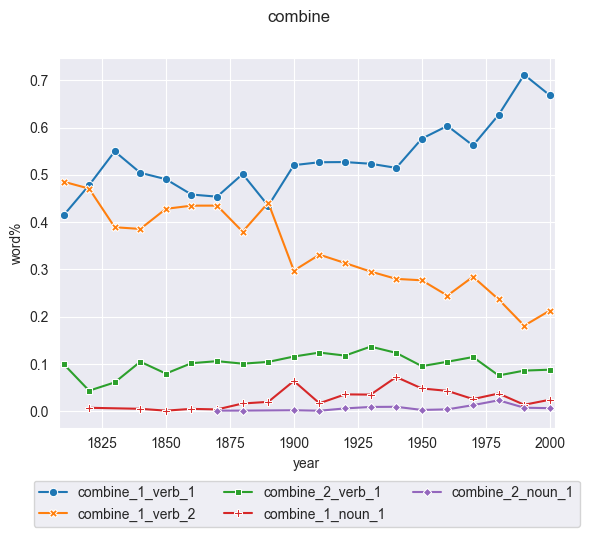 combine
0.7
0.6
0.5
0.4
0.3
0.2
0.1
0.0
word%
1825 1850 1875 1900 1925 1950 1975 2000
year
combine_1_verb_1 combine_2_verb_1 combine_2_noun_1
combine_1_verb_2 combine_1_noun_1